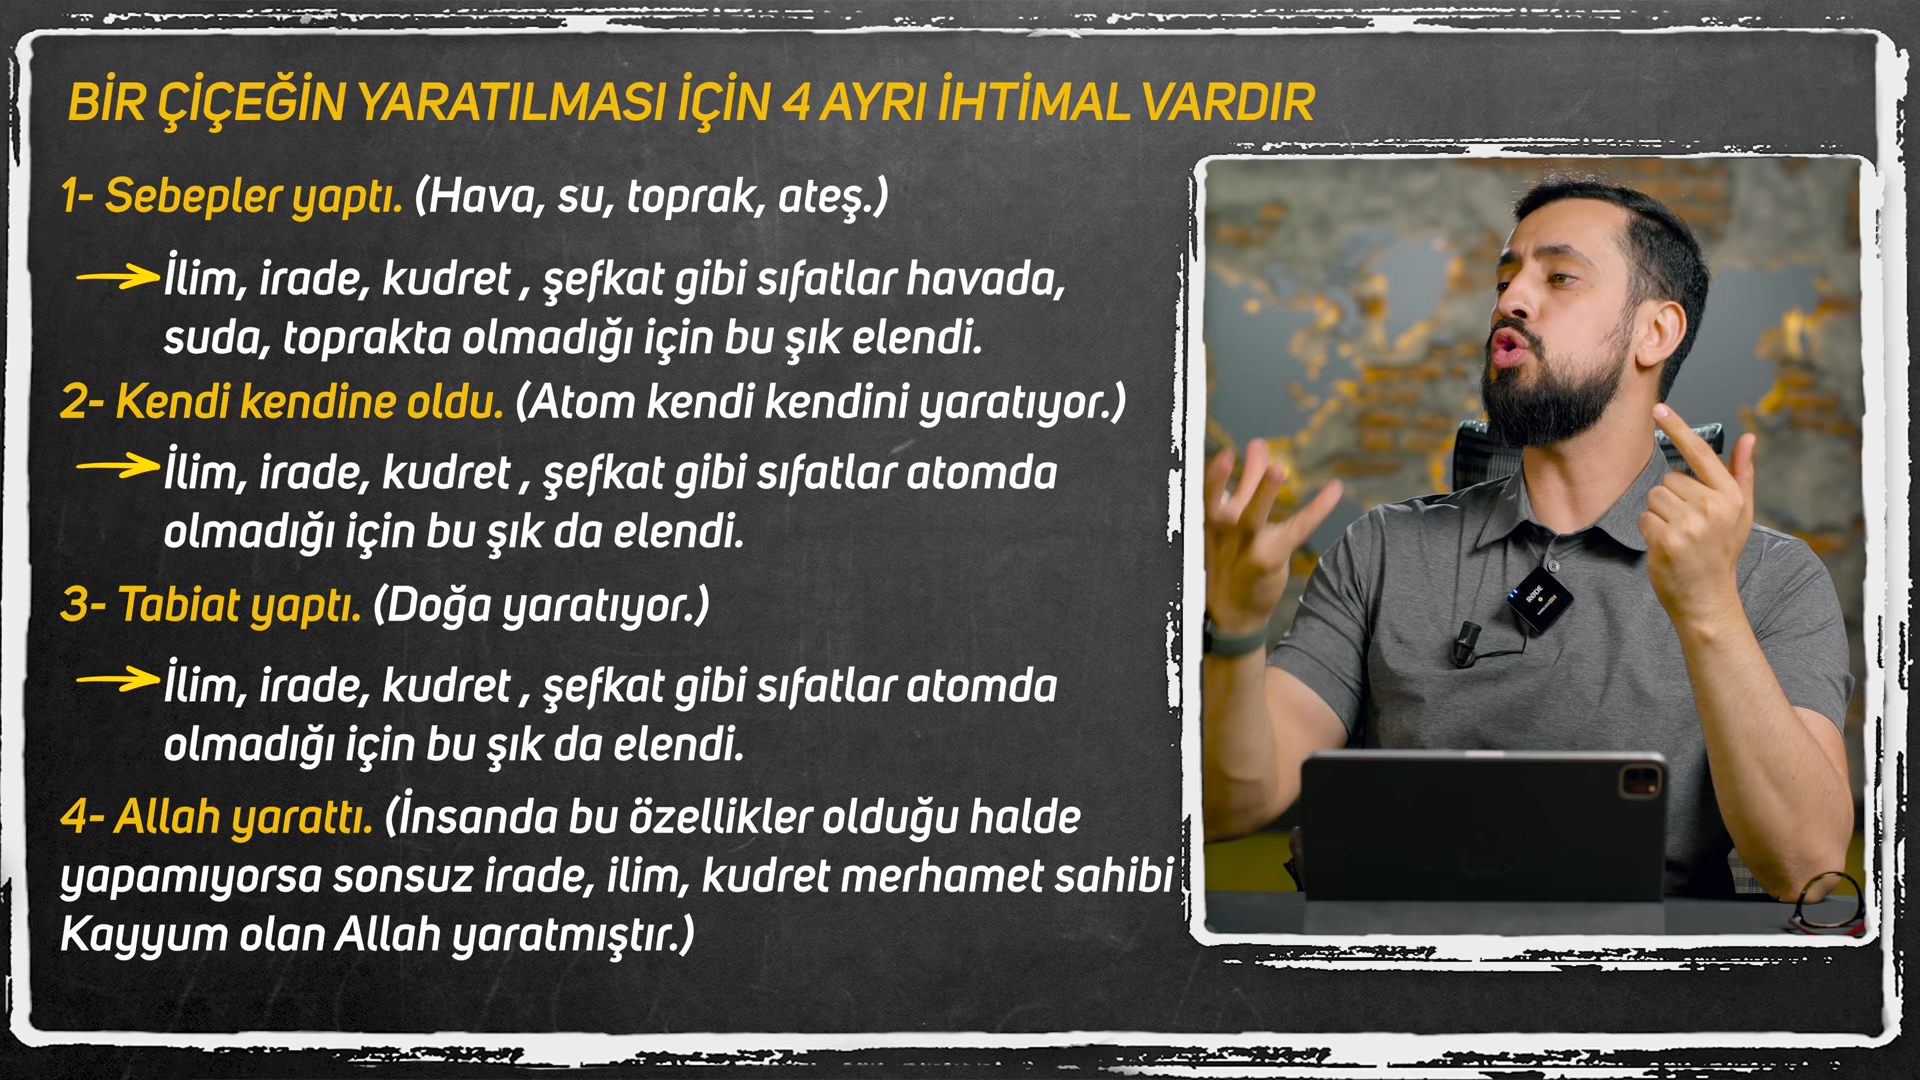 BİR ÇİÇEĞİN YARATILMASI İÇİN 4 AYRI İHTİMAL VARDIR
1- Sebepler yaptı. (Hava, su, toprak, ateş.)
İlim, irade, kudret , şefkat gibi sıfatlar havada,
suda, toprakta olmadığı için bu şık elendi.
2- Kendi kendine oldu. (Atom kendi kendini yaratıyor.)
İlim, irade, kudret , şefkat gibi sıfatlar atomda
olmadığı için bu şık da elendi.
3- Tabiat yaptı. (Doğa yaratıyor.)
İlim, irade, kudret , şefkat gibi sıfatlar atomda
olmadığı için bu şık da elendi.
4- Allah yarattı. (İnsanda bu özellikler olduğu halde
yapamıyorsa sonsuz irade, ilim, kudret merhamet sahibi
Kayyum olan Allah yaratmıştır.)
RØDE